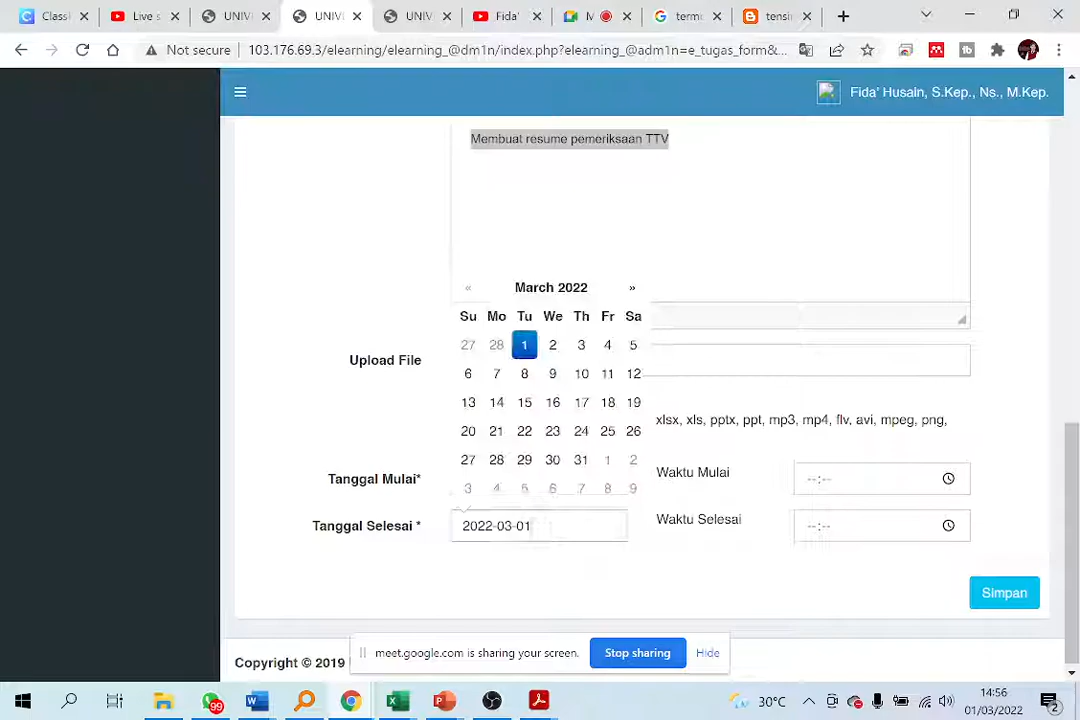 Class
Live s
UNIV
UNIV
UNIV
Fida'
M
term
tensi
Not secure
103.176.69.3/elearning/elearning_@dm1n/index.php?elearning_@adm1n=e_tugas_form&...
Fida' Husain, S.Kep., Ns., M.Kep.
Membuat resume pemeriksaan TTV
« March 2022 »
Su Mo Tu We Th Fr Sa
27 28 1 2 3 4 5
6 7 8 9 10 11 12
13 14 15 16 17 18 19
20 21 22 23 24 25 26
27 28 29 30 31 1 2
3 4 5 6 7 8 9
Upload File
xlsx, xls, pptx, ppt, mp3, mp4, flv, avi, mpeg, png,
Tanggal Mulai*
Waktu Mulai
--:--
Tanggal Selesai *
2022-03-01
Waktu Selesai
--:--
Simpan
Copyright © 2019
meet.google.com is sharing your screen.
Stop sharing
Hide
99
30°C
14:56
01/03/2022
2